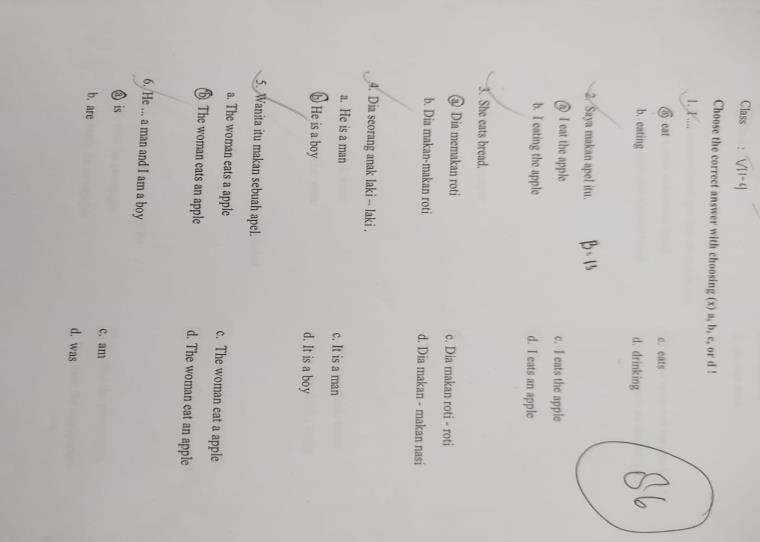 Class : VII-4
Choose the correct answer with choosing (x) a, b, c, or d !
1. I ...
a. eat c. eats
b. eating d. drinking
86
2. Saya makan apel itu. B = 13
a. I eat the apple c. I eats the apple
b. I eating the apple d. I eats an apple
3. She eats bread.
a. Dia memakan roti c. Dia makan roti - roti
b. Dia makan-makan roti d. Dia makan - makan nasi
4. Dia seorang anak laki – laki .
a. He is a man c. It is a man
b. He is a boy d. It is a boy
5. Wanita itu makan sebuah apel.
a. The woman eats a apple c. The woman eat a apple
b. The woman eats an apple d. The woman eat an apple
6. He ... a man and I am a boy
a. is c. am
b. are d. was